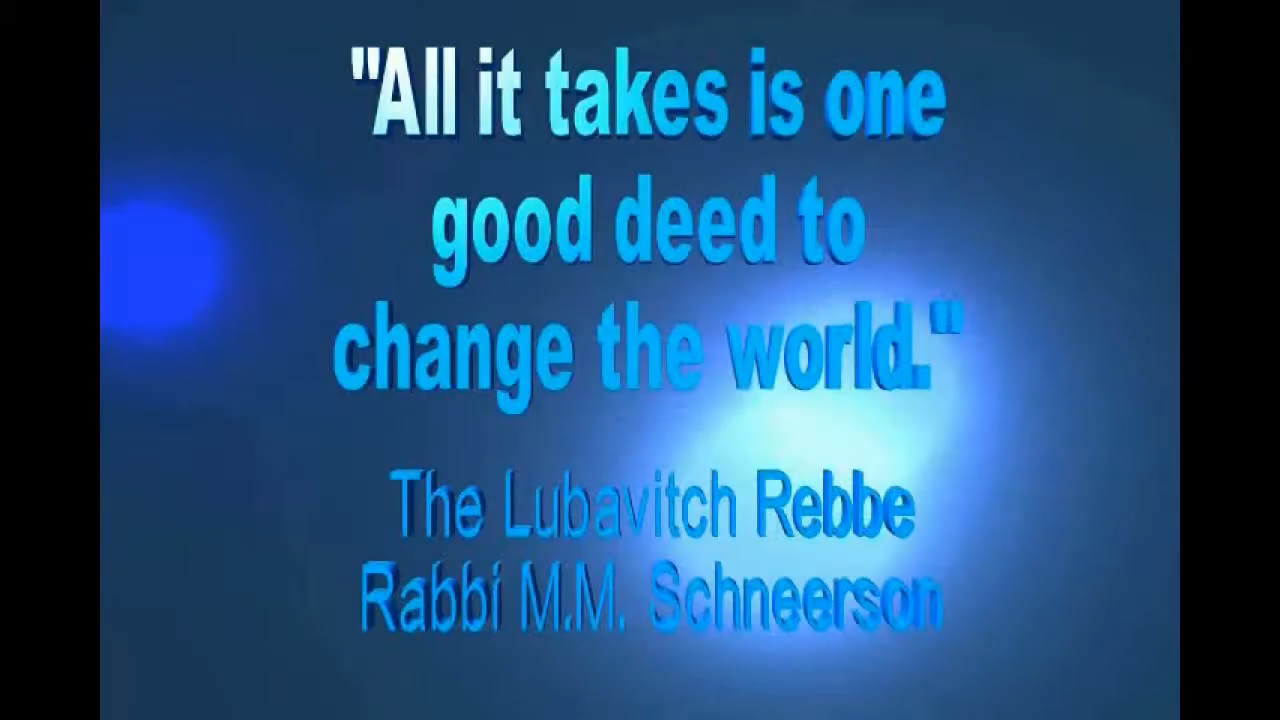 "All it takes is one
good deed to
change the world."
The Lubavitch Rebbe
Rabbi M.M. Schneerson